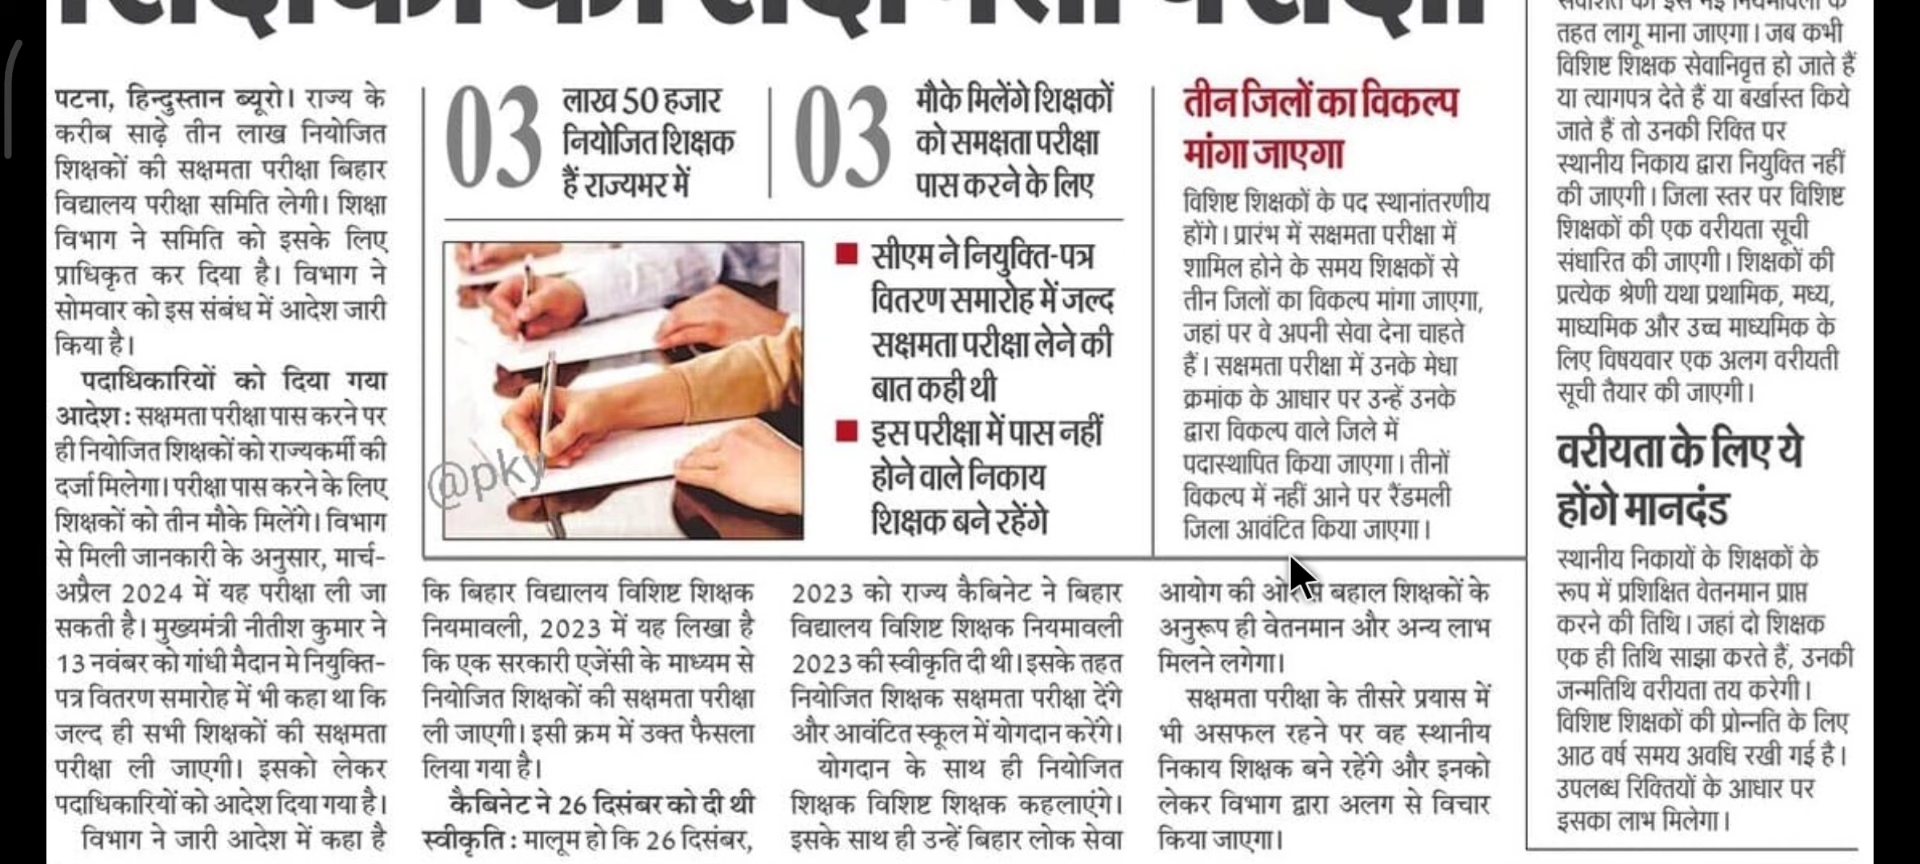 पटना, हिन्दुस्तान ब्यूरो। राज्य के
करीब साढ़े तीन लाख नियोजित
शिक्षकों की सक्षमता परीक्षा बिहार
विद्यालय परीक्षा समिति लेगी। शिक्षा
विभाग ने समिति को इसके लिए
प्राधिकृत कर दिया है। विभाग ने
सोमवार को इस संबंध में आदेश जारी
किया है।
पदाधिकारियों को दिया गया
आदेश : सक्षमता परीक्षा पास करने पर
ही नियोजित शिक्षकों को राज्यकर्मी की
दर्जा मिलेगा। परीक्षा पास करने के लिए
शिक्षकों को तीन मौके मिलेंगे। विभाग
से मिली जानकारी के अनुसार, मार्च-
अप्रैल 2024 में यह परीक्षा ली जा
सकती है। मुख्यमंत्री नीतीश कुमार ने
13 नवंबर को गांधी मैदान मे नियुक्ति-
पत्र वितरण समारोह में भी कहा था कि
जल्द ही सभी शिक्षकों की सक्षमता
परीक्षा ली जाएगी। इसको लेकर
पदाधिकारियों को आदेश दिया गया है।
विभाग ने जारी आदेश में कहा है
03
लाख 50 हजार
नियोजित शिक्षक
हैं राज्यभर में
03
मौके मिलेंगे शिक्षकों
को समक्षता परीक्षा
पास करने के लिए
@pky
सीएम ने नियुक्ति-पत्र
वितरण समारोह में जल्द
सक्षमता परीक्षा लेने की
बात कही थी
इस परीक्षा में पास नहीं
होने वाले निकाय
शिक्षक बने रहेंगे
तीन जिलों का विकल्प
मांगा जाएगा
विशिष्ट शिक्षकों के पद स्थानांतरणीय
होंगे। प्रारंभ में सक्षमता परीक्षा में
शामिल होने के समय शिक्षकों से
तीन जिलों का विकल्प मांगा जाएगा,
जहां पर वे अपनी सेवा देना चाहते
हैं। सक्षमता परीक्षा में उनके मेधा
क्रमांक के आधार पर उन्हें उनके
द्वारा विकल्प वाले जिले में
पदास्थापित किया जाएगा। तीनों
विकल्प में नहीं आने पर रैंडमली
जिला आवंटित किया जाएगा।
कि बिहार विद्यालय विशिष्ट शिक्षक
नियमावली, 2023 में यह लिखा है
कि एक सरकारी एजेंसी के माध्यम से
नियोजित शिक्षकों की सक्षमता परीक्षा
ली जाएगी। इसी क्रम में उक्त फैसला
लिया गया है।
कैबिनेट ने 26 दिसंबर को दी थी
स्वीकृति : मालूम हो कि 26 दिसंबर,
2023 को राज्य कैबिनेट ने बिहार
विद्यालय विशिष्ट शिक्षक नियमावली
2023 की स्वीकृति दी थी। इसके तहत
नियोजित शिक्षक सक्षमता परीक्षा देंगे
और आवंटित स्कूल में योगदान करेंगे।
योगदान के साथ ही नियोजित
शिक्षक विशिष्ट शिक्षक कहलाएंगे।
इसके साथ ही उन्हें बिहार लोक सेवा
आयोग की ओर से बहाल शिक्षकों के
अनुरूप ही वेतनमान और अन्य लाभ
मिलने लगेगा।
सक्षमता परीक्षा के तीसरे प्रयास में
भी असफल रहने पर वह स्थानीय
निकाय शिक्षक बने रहेंगे और इनको
लेकर विभाग द्वारा अलग से विचार
किया जाएगा।
तहत लागू माना जाएगा। जब कभी
विशिष्ट शिक्षक सेवानिवृत्त हो जाते हैं
या त्यागपत्र देते हैं या बर्खास्त किये
जाते हैं तो उनकी रिक्ति पर
स्थानीय निकाय द्वारा नियुक्ति नहीं
की जाएगी। जिला स्तर पर विशिष्ट
शिक्षकों की एक वरीयता सूची
संधारित की जाएगी। शिक्षकों की
प्रत्येक श्रेणी यथा प्रथामिक, मध्य,
माध्यमिक और उच्च माध्यमिक के
लिए विषयवार एक अलग वरीयती
सूची तैयार की जाएगी।
वरीयता के लिए ये
होंगे मानदंड
स्थानीय निकायों के शिक्षकों के
रूप में प्रशिक्षित वेतनमान प्राप्त
करने की तिथि। जहां दो शिक्षक
एक ही तिथि साझा करते हैं, उनकी
जन्मतिथि वरीयता तय करेगी।
विशिष्ट शिक्षकों की प्रोन्नति के लिए
आठ वर्ष समय अवधि रखी गई है।
उपलब्ध रिक्तियों के आधार पर
इसका लाभ मिलेगा।